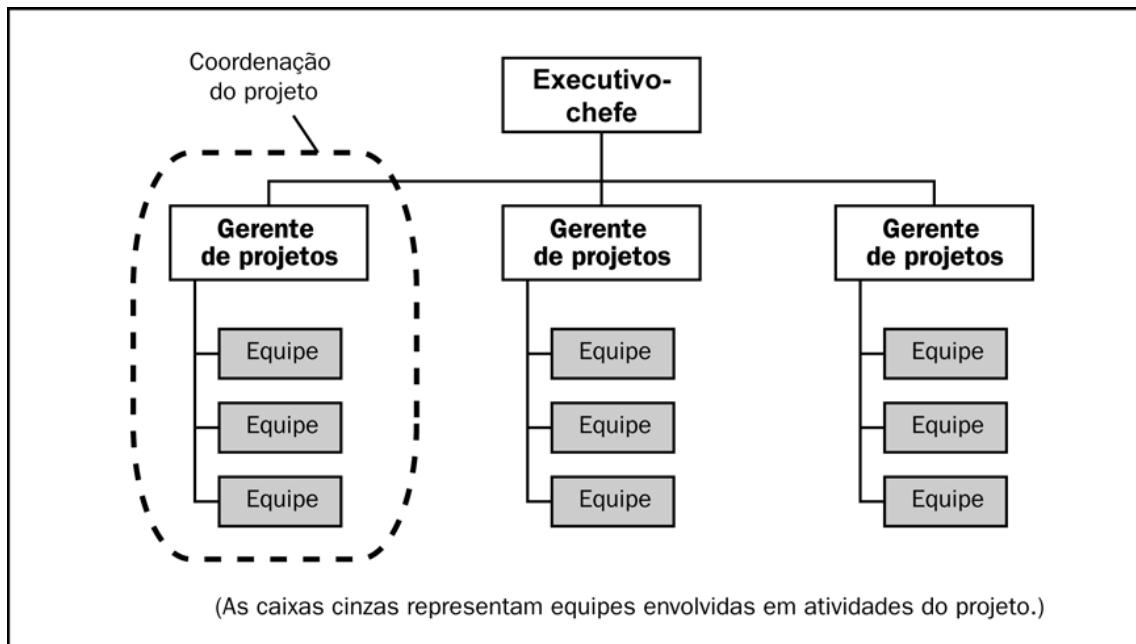 Coordenação
do projeto
Executivo-
chefe
Gerente
de projetos
Gerente
de projetos
Gerente
de projetos
Equipe
Equipe
Equipe
Equipe
Equipe
Equipe
Equipe
Equipe
Equipe
(As caixas cinzas representam equipes envolvidas em atividades do projeto.)